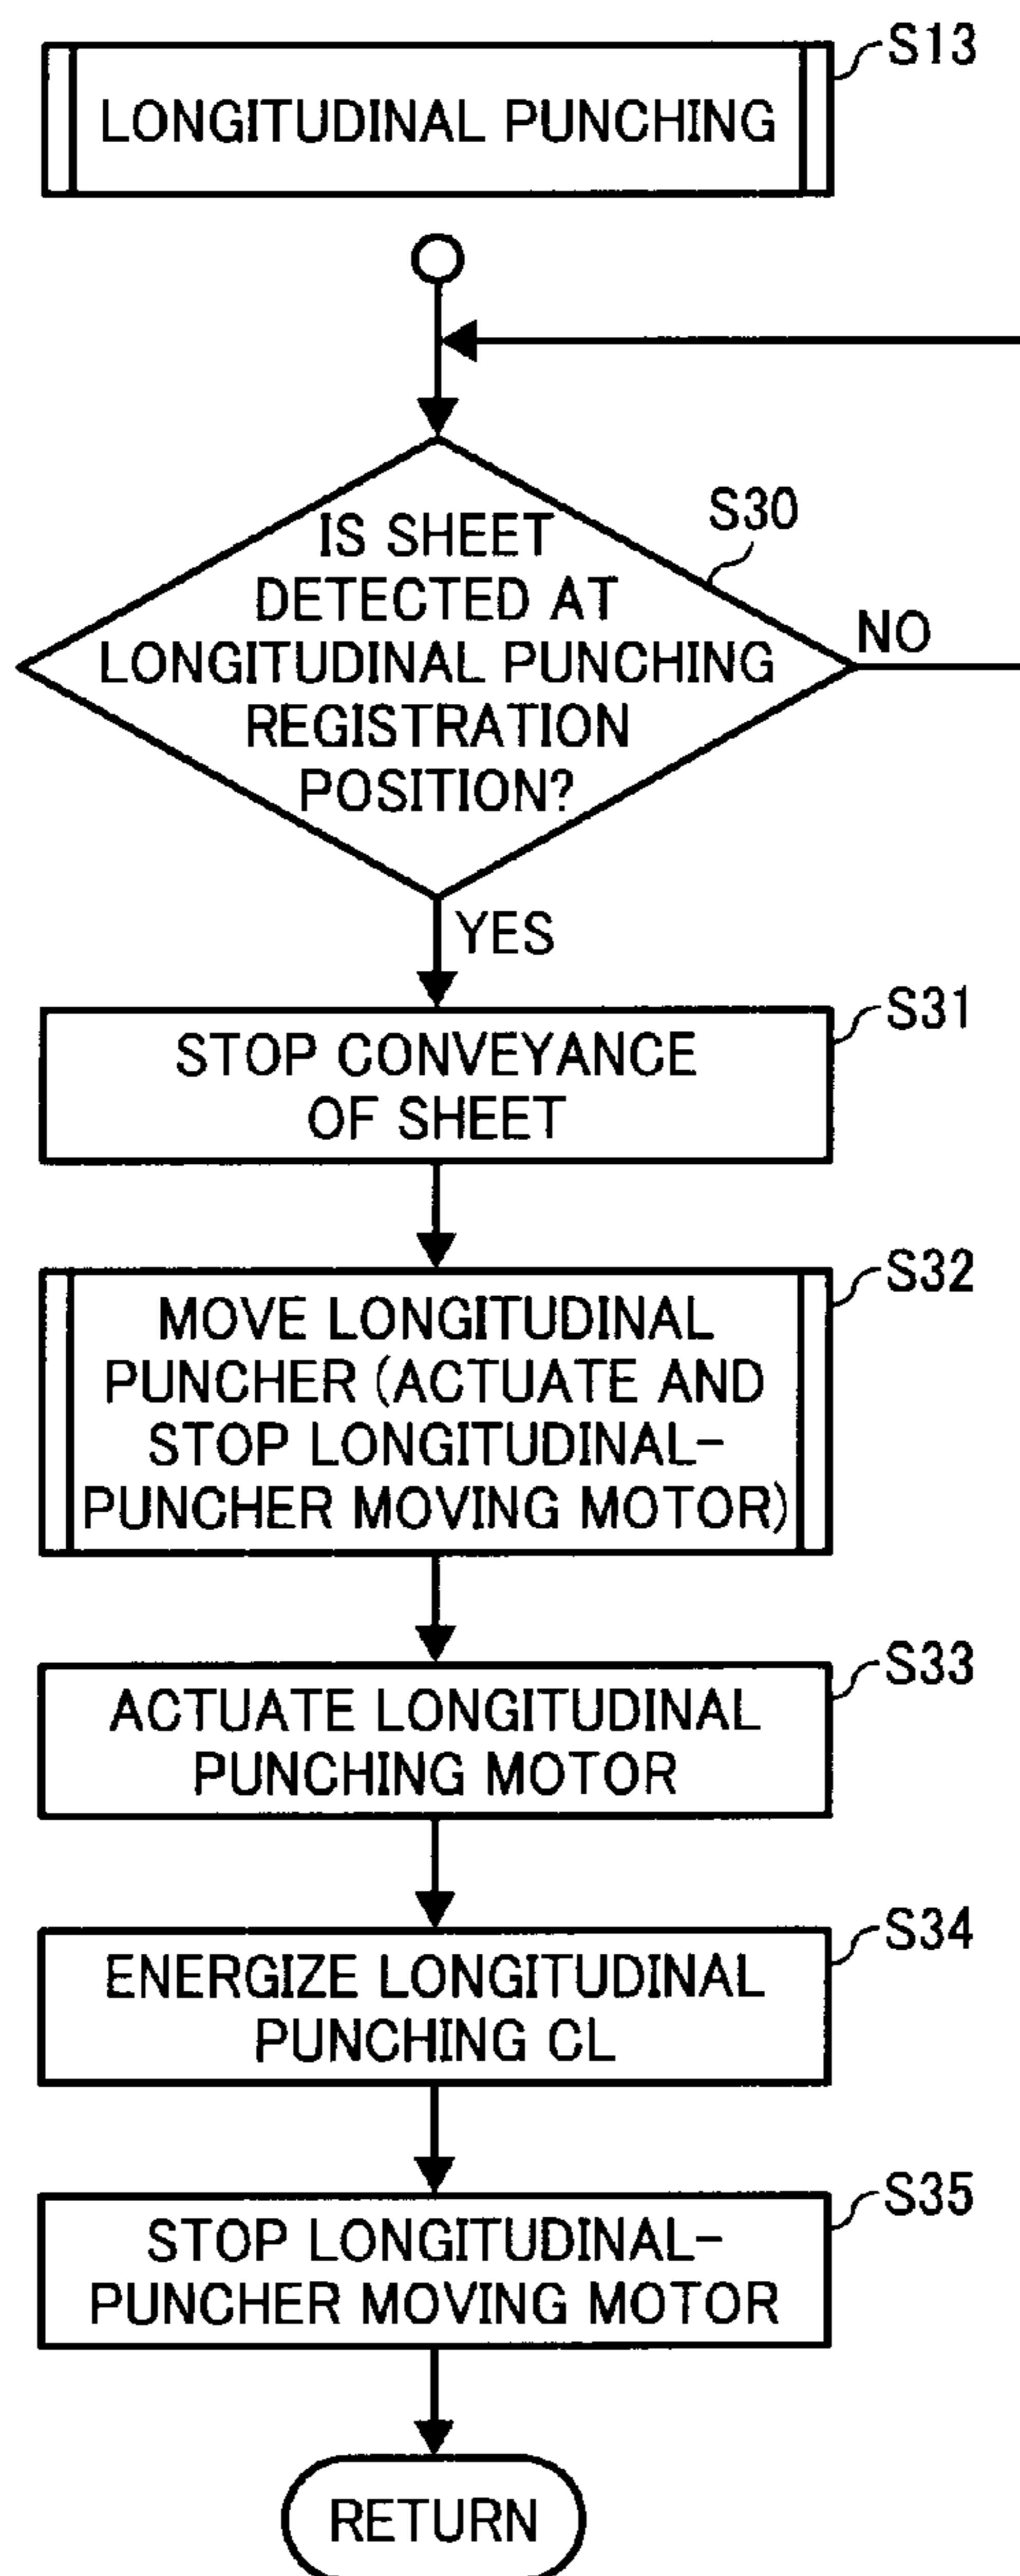 S13
LONGITUDINAL PUNCHING
S30
IS SHEET
DETECTED AT
LONGITUDINAL PUNCHING
REGISTRATION
POSITION?
NO
YES
S31
STOP CONVEYANCE
OF SHEET
S32
MOVE LONGITUDINAL
PUNCHER (ACTUATE AND
STOP LONGITUDINAL-
PUNCHER MOVING MOTOR)
S33
ACTUATE LONGITUDINAL
PUNCHING MOTOR
S34
ENERGIZE LONGITUDINAL
PUNCHING CL
S35
STOP LONGITUDINAL-
PUNCHER MOVING MOTOR
RETURN